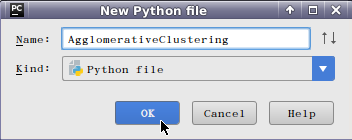 PC New Python file
Name: AgglomerativeClustering
Kind: Python file
OK Cancel Help